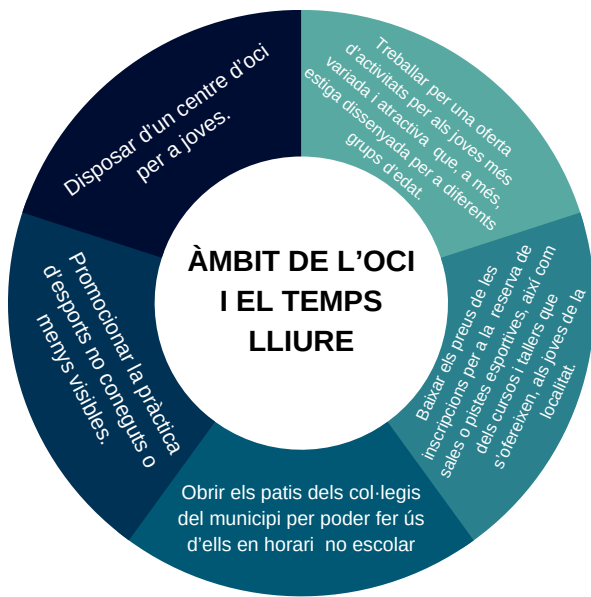 ÀMBIT DE L’OCI
I EL TEMPS
LLIURE
Treballar per una oferta
d’activitats per als joves més
variada i atractiva que, a més,
estiga dissenyada per a diferents
grups d’edat.
Baixar els preus de les
inscripcions per a la reserva de
sales o pistes esportives, així com
dels cursos i tallers que
s’ofereixen, als joves de la
localitat.
Obrir els patis dels col·legis
del municipi per poder fer ús
d’ells en horari no escolar
Promocionar la pràctica
d’esports no coneguts o
menys visibles.
Disposar d’un centre d’oci
per a joves.